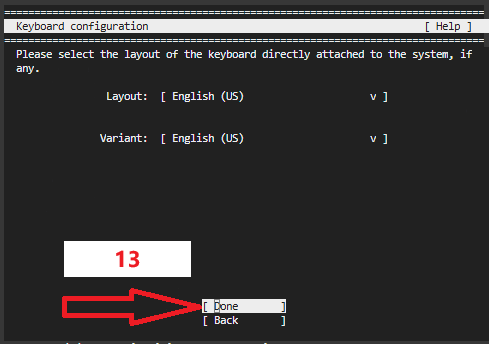 Keyboard configuration [ Help ]
Please select the layout of the keyboard directly attached to the system, if
any.
Layout: [ English (US) v ]
Variant: [ English (US) v ]
13
[ Done ]
[ Back ]